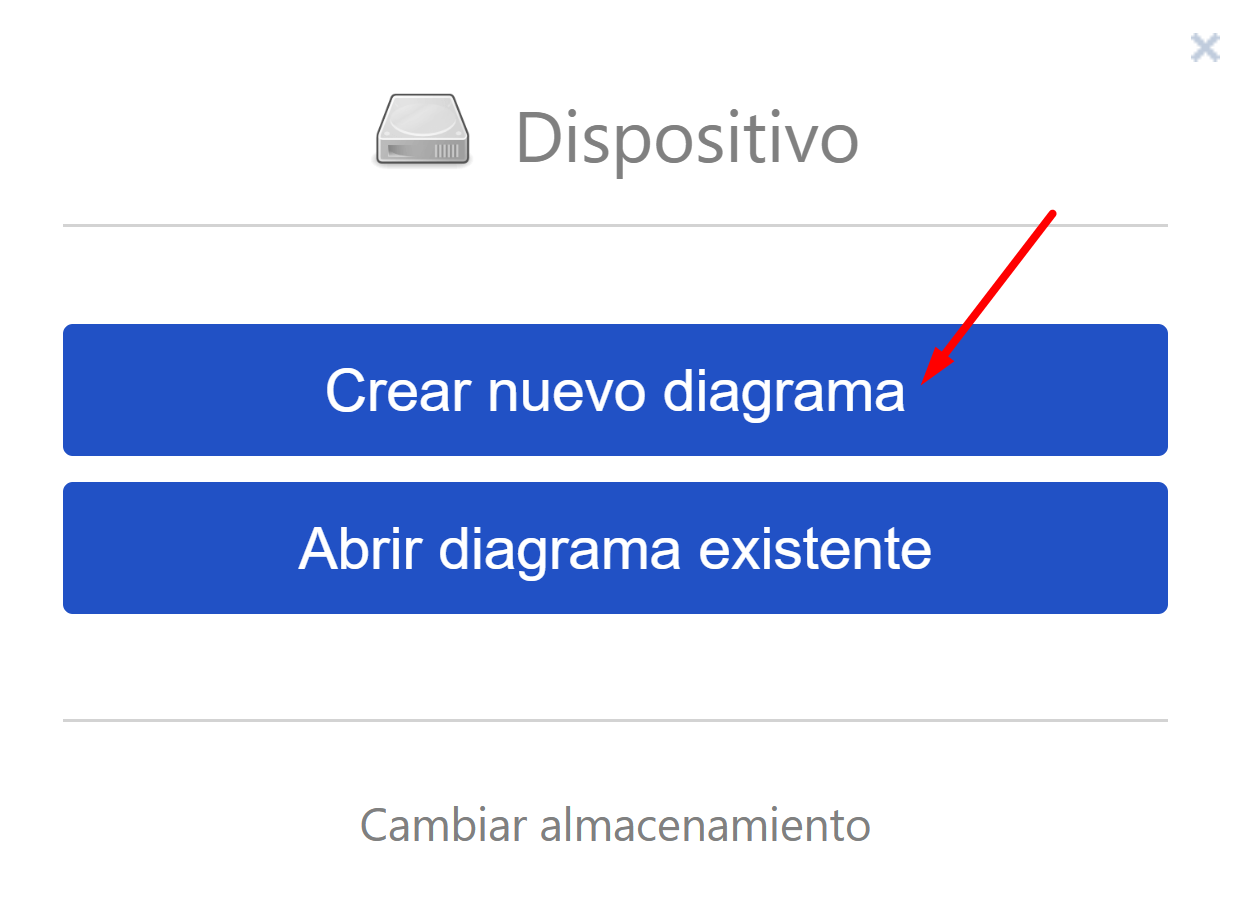 Dispositivo
Crear nuevo diagrama
Abrir diagrama existente
Cambiar almacenamiento